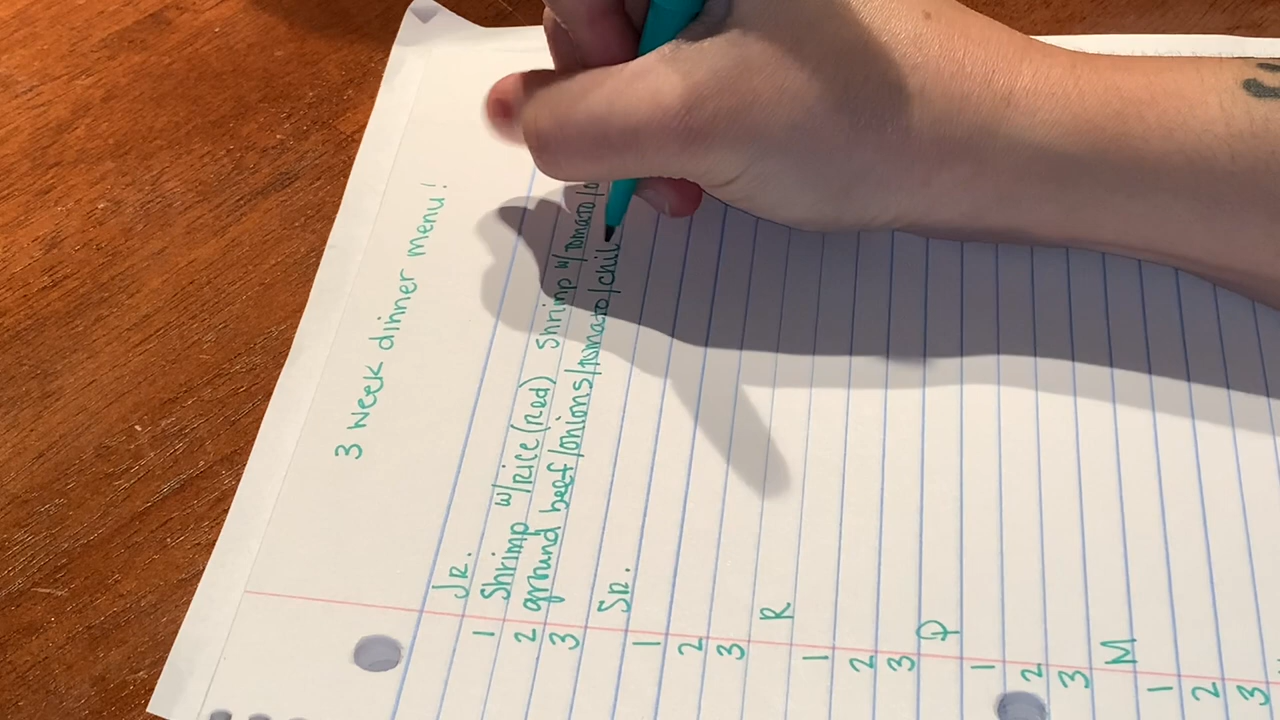 3 week dinner menu!
JR.
1 Shrimp w/rice (red) Shrimp w/tomato/
2 ground beef/onions/tomato/chil
3
SR.
1
2
3
R
1
2
3
P
1
2
3
M
1
2
3